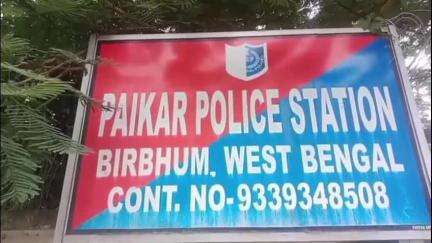 PAIKAR POLICE STATION
BIRBHUM, WEST BENGAL
CONT. NO-9339348508